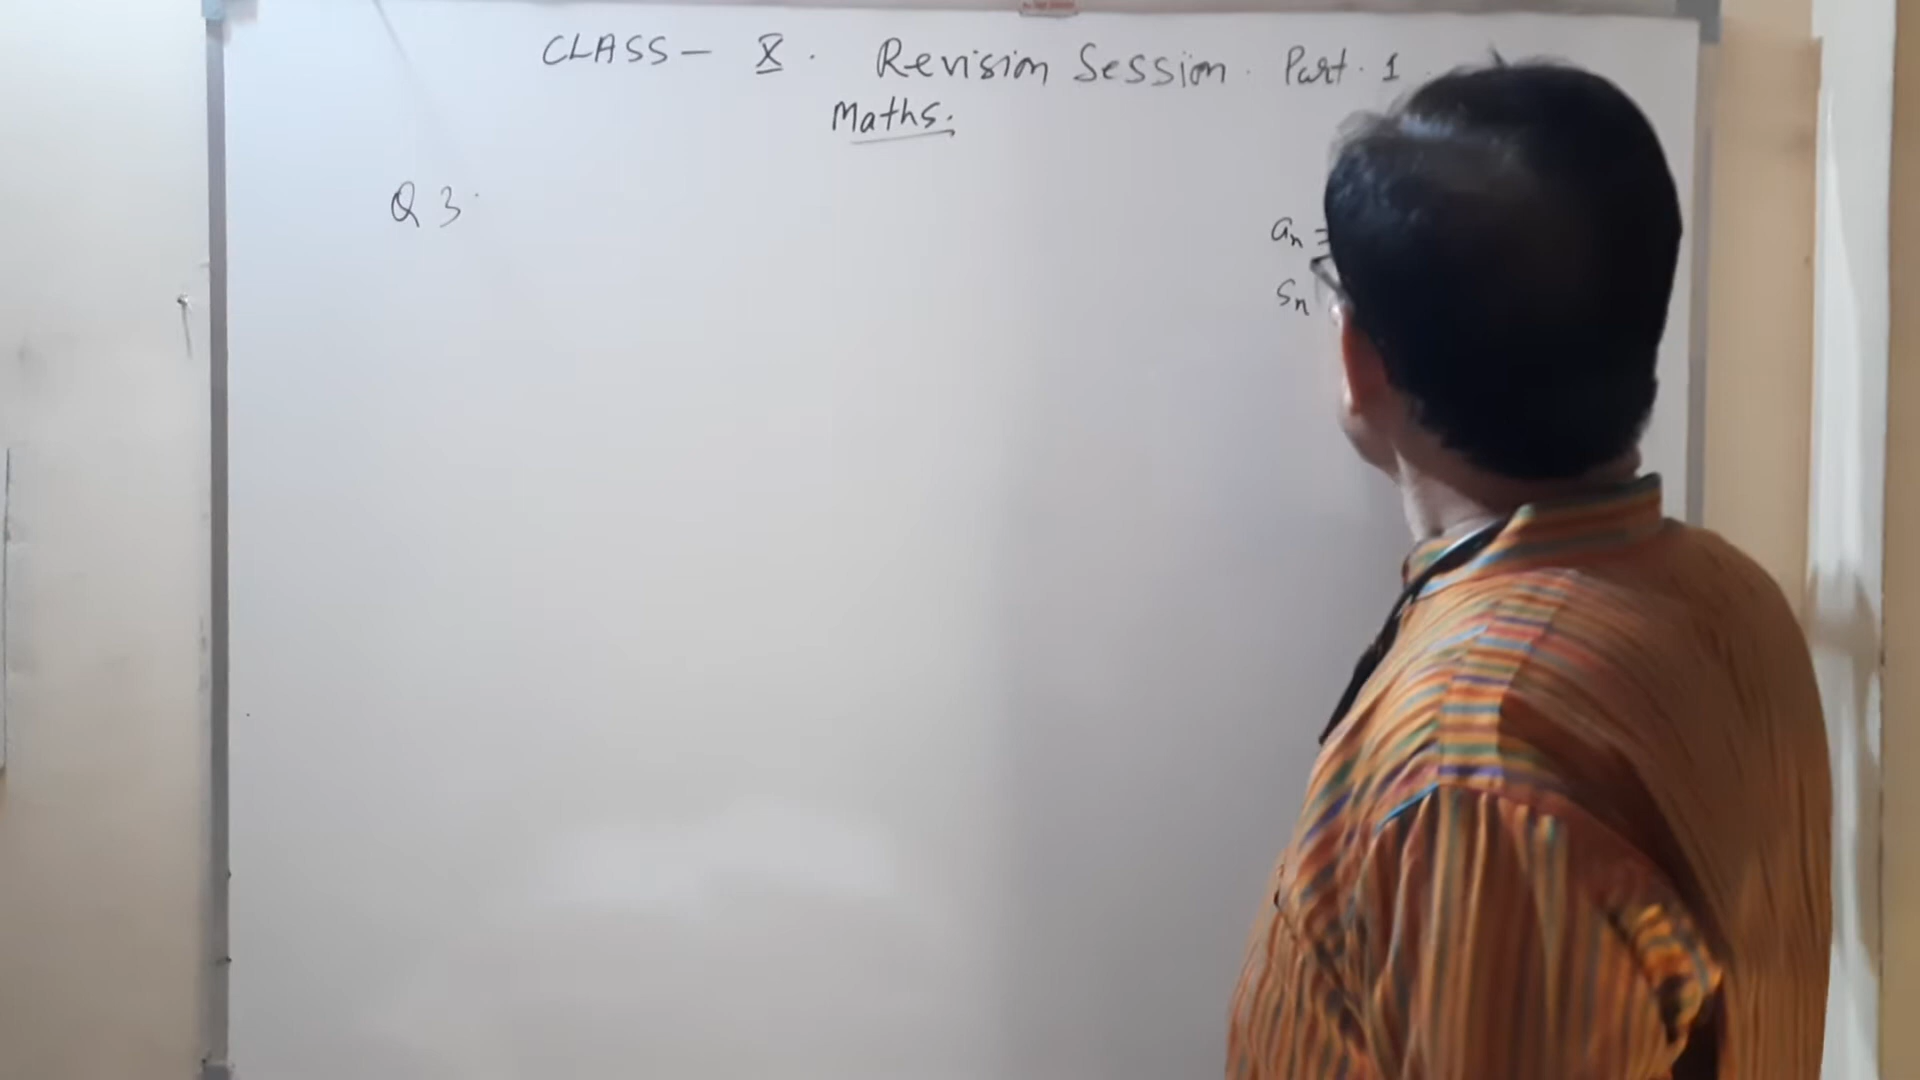 CLASS – X. Revision Session. Part. 1.
Maths.
Q 3.
an =
Sn